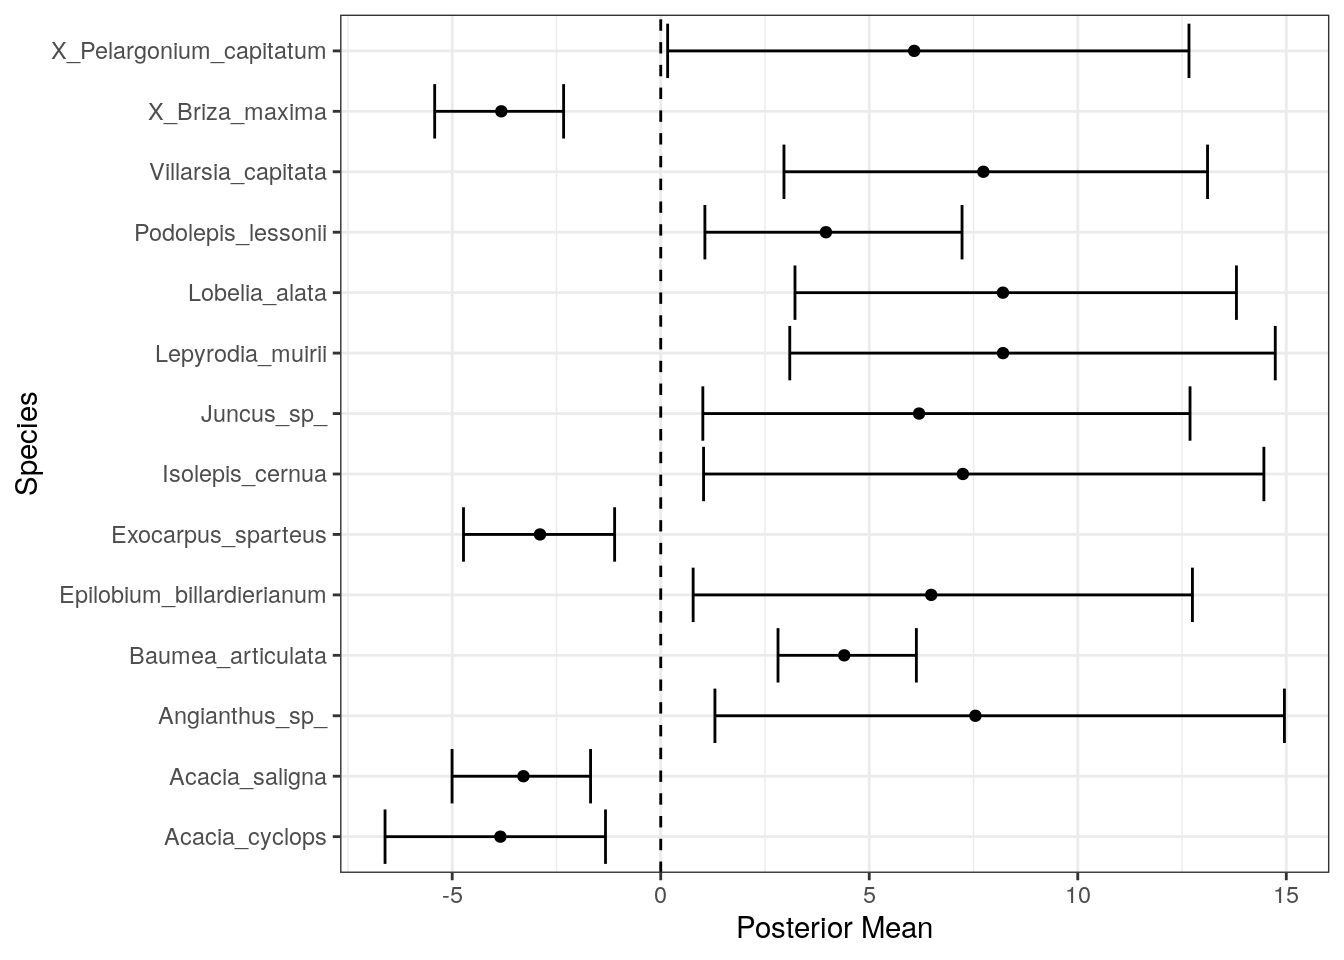 X_Pelargonium_capitatum
X_Briza_maxima
Villarsia_capitata
Podolepis_lessonii
Lobelia_alata
Lepyrodia_muirii
Juncus_sp_
Isolepis_cernua
Exocarpus_sparteus
Epilobium_billardierianum
Baumea_articulata
Angianthus_sp_
Acacia_saligna
Acacia_cyclops
Species
-5 0 5 10 15
Posterior Mean